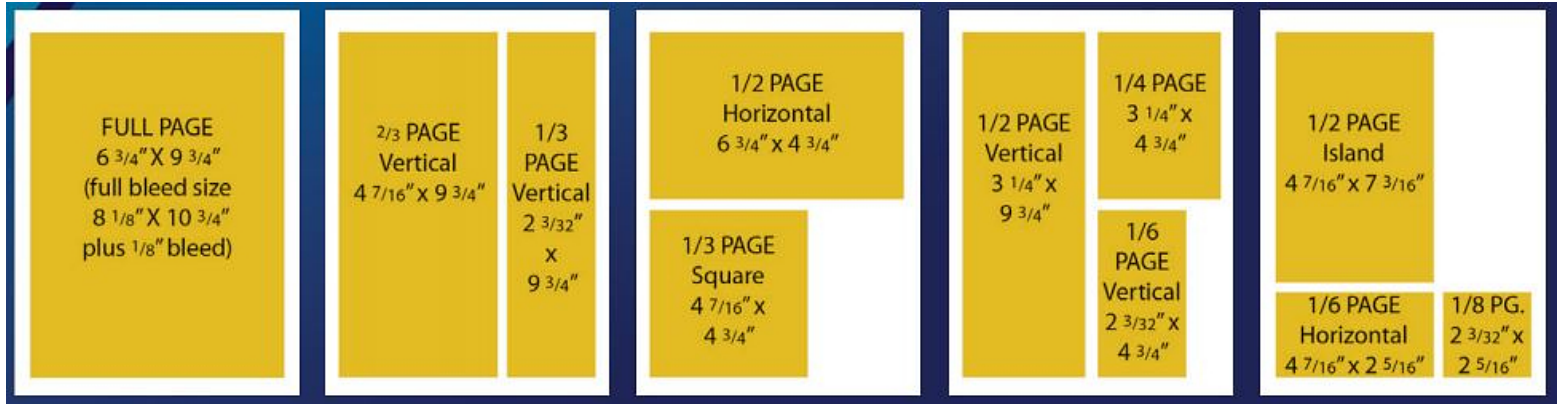 FULL PAGE
6 3/4" X 9 3/4"
(full bleed size
8 1/8" X 10 3/4"
plus 1/8" bleed)
2/3 PAGE
Vertical
4 7/16" x 9 3/4"
1/3
PAGE
Vertical
2 3/32"
x
9 3/4"
1/2 PAGE
Horizontal
6 3/4" x 4 3/4"
1/3 PAGE
Square
4 7/16" x
4 3/4"
1/2 PAGE
Vertical
3 1/4" x
9 3/4"
1/4 PAGE
3 1/4" x
4 3/4"
1/6
PAGE
Vertical
2 3/32" x
4 3/4"
1/2 PAGE
Island
4 7/16" x 7 3/16"
1/6 PAGE
Horizontal
4 7/16" x 2 5/16"
1/8 PG.
2 3/32" x
2 5/16"